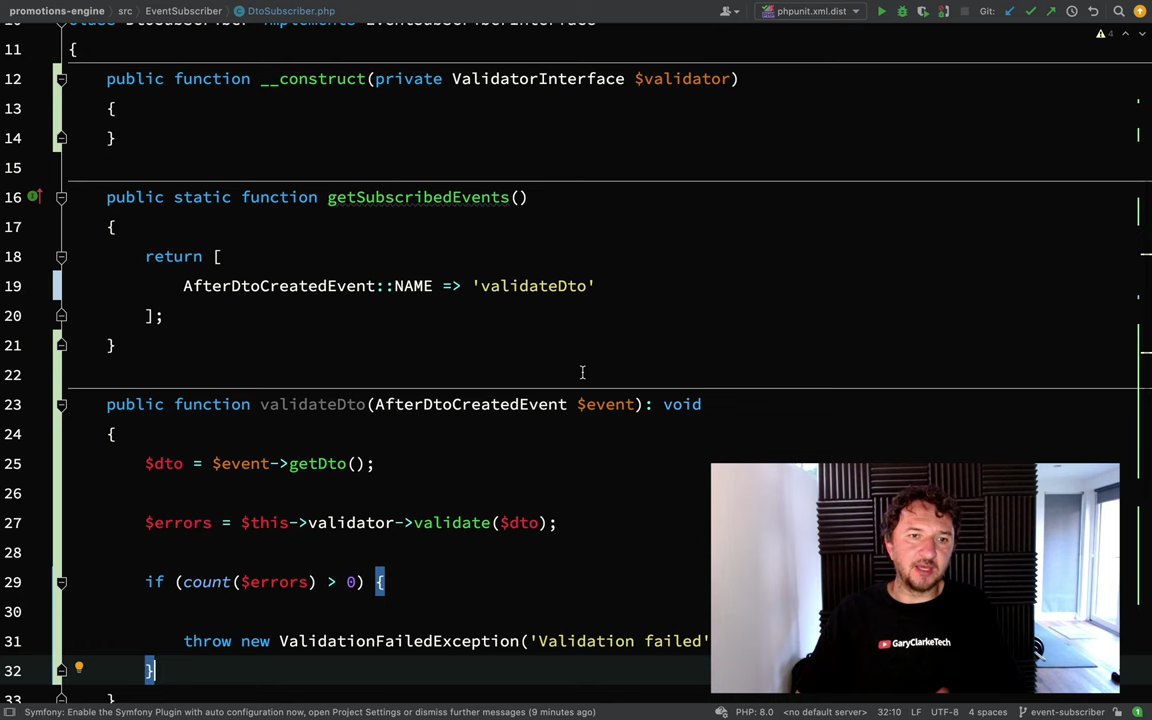 promotions-engine src EventSubscriber DtoSubscriber.php phpunit.xml.dist Git:
4
11 {
12 public function __construct(private ValidatorInterface $validator)
13 {
14 }
15
16 public static function getSubscribedEvents()
17 {
18 return [
19 AfterDtoCreatedEvent::NAME => 'validateDto'
20 ];
21 }
22
23 public function validateDto(AfterDtoCreatedEvent $event): void
24 {
25 $dto = $event->getDto();
26
27 $errors = $this->validator->validate($dto);
28
29 if (count($errors) > 0) {
30
31 throw new ValidationFailedException('Validation failed'
32 }
33 }
GaryClarkeTech
Symfony: Enable the Symfony Plugin with auto configuration now, open Project Settings or dismiss further messages (9 minutes ago) PHP: 8.0 <no default server> 32:10 LF UTF-8 4 spaces event-subscriber 1